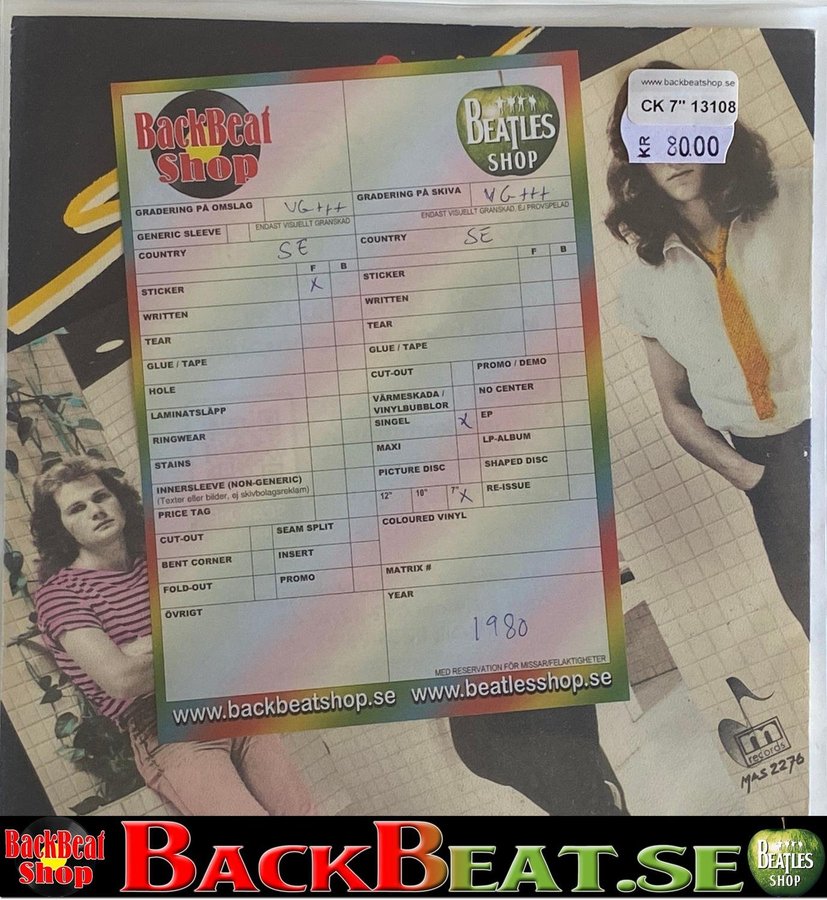 www.backbeatshop.se
CK 7" 13108
KR 80.00
BackBeat
Shop
BEATLES
SHOP
GRADERING PÅ OMSLAG VG+++
ENDAST VISUELLT GRANSKAD
GENERIC SLEEVE
COUNTRY SE
F B
STICKER X
WRITTEN
TEAR
GLUE / TAPE
HOLE
LAMINATSLÄPP
RINGWEAR
STAINS
INNERSLEEVE (NON-GENERIC)
(Texter eller bilder, ej skivbolagsreklam)
PRICE TAG
CUT-OUT SEAM SPLIT
BENT CORNER INSERT
FOLD-OUT PROMO
ÖVRIGT
GRADERING PÅ SKIVA VG+++
ENDAST VISUELLT GRANSKAD, EJ PROVSPELAD
COUNTRY SE
F B
STICKER
WRITTEN
TEAR
GLUE / TAPE
CUT-OUT PROMO / DEMO
VÄRMESKADA /
VINYLBUBBLOR NO CENTER
SINGEL X EP
MAXI LP-ALBUM
PICTURE DISC SHAPED DISC
12" 10" 7" X RE-ISSUE
COLOURED VINYL
MATRIX #
YEAR
1980
MED RESERVATION FÖR MISSAR/FELAKTIGHETER
www.backbeatshop.se www.beatlesshop.se
m
records
MAS 2276
BackBeat
Shop
BACKBEAT.SE
BEATLES
SHOP